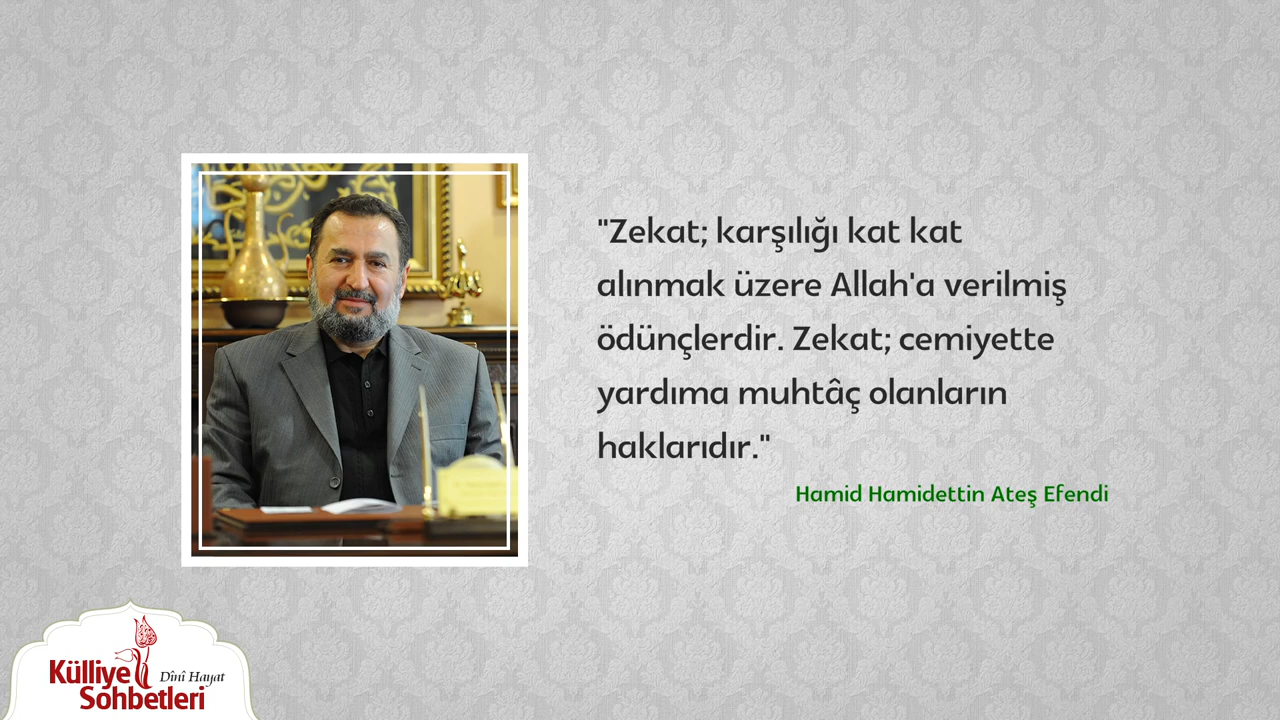 "Zekat; karşılığı kat kat
alınmak üzere Allah'a verilmiş
ödünçlerdir. Zekat; cemiyette
yardıma muhtâç olanların
haklarıdır."
Hamid Hamidettin Ateş Efendi
Külliye
Dînî Hayat
Sohbetleri